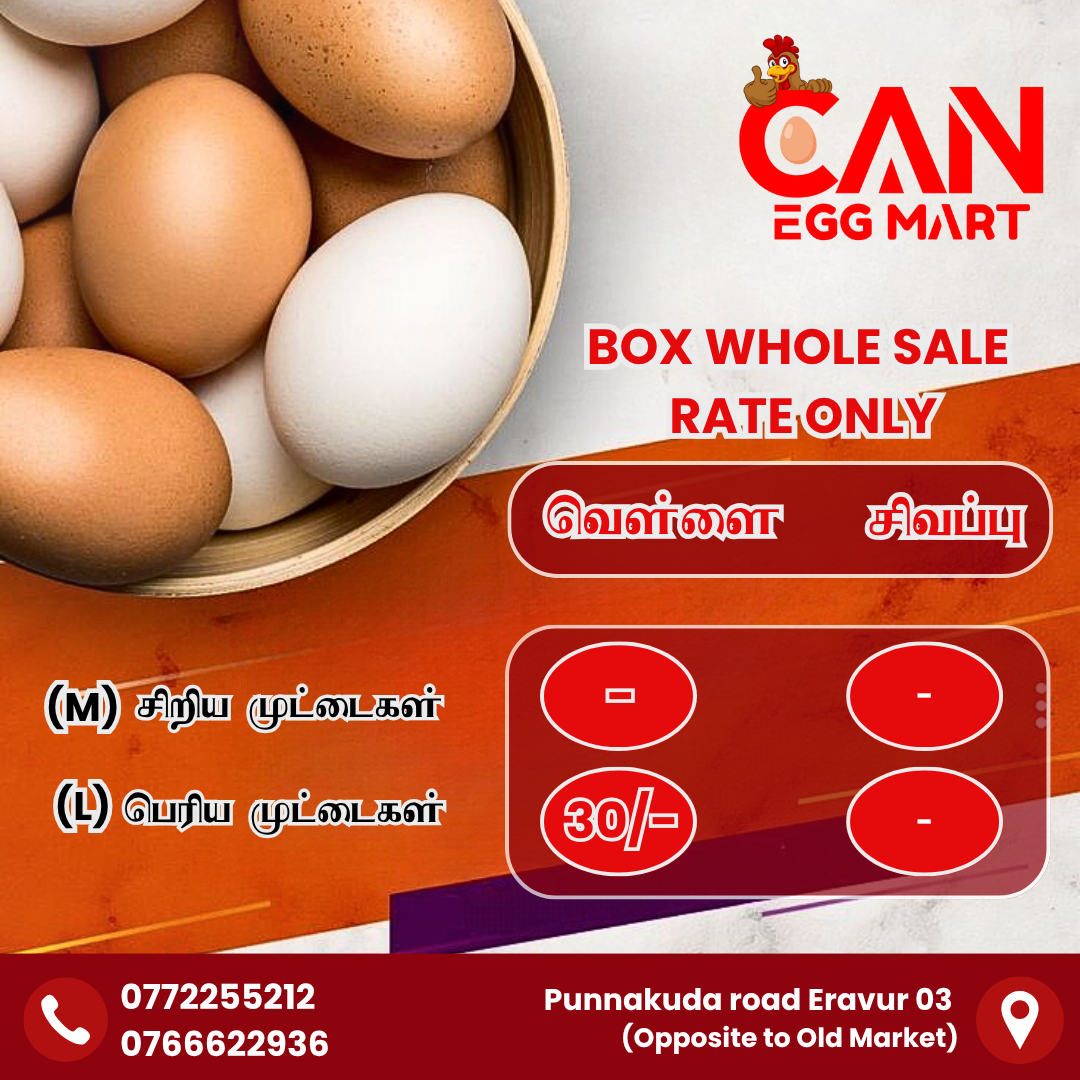 CAN
EGG MART
BOX WHOLE SALE
RATE ONLY
வெள்ளை சிவப்பு
(M) சிறிய முட்டைகள் - -
(L) பெரிய முட்டைகள் 30/- -
0772255212
0766622936
Punnakuda road Eravur 03
(Opposite to Old Market)